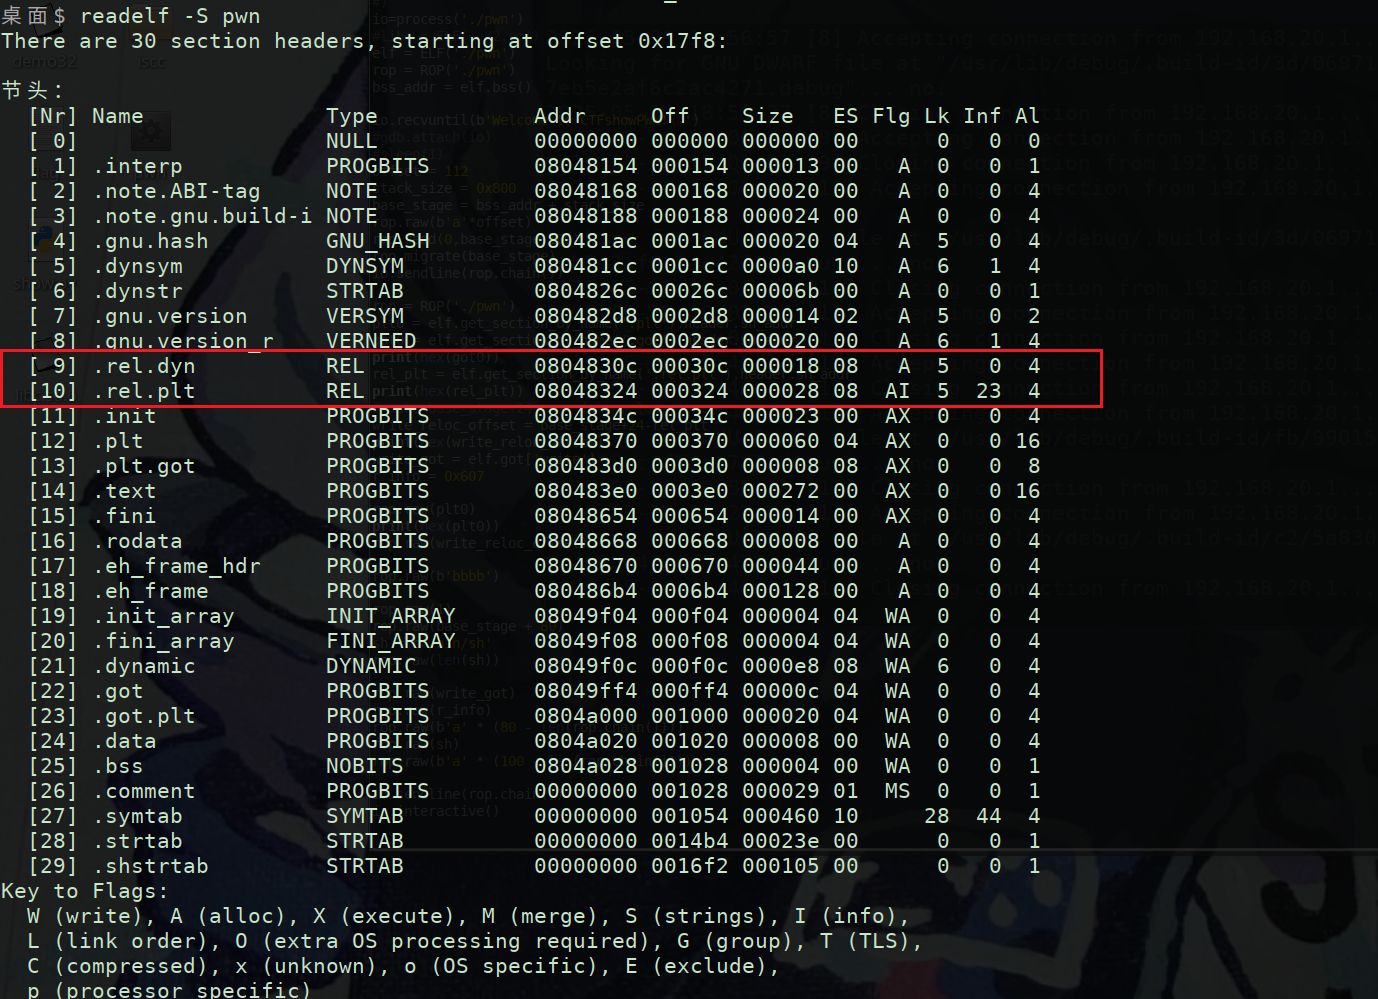 桌面$ readelf -S pwn
There are 30 section headers, starting at offset 0x17f8:
节头:
[Nr] Name Type Addr Off Size ES Flg Lk Inf Al
[ 0] NULL 00000000 000000 000000 00 0 0 0
[ 1] .interp PROGBITS 08048154 000154 000013 00 A 0 0 1
[ 2] .note.ABI-tag NOTE 08048168 000168 000020 00 A 0 0 4
[ 3] .note.gnu.build-i NOTE 08048188 000188 000024 00 A 0 0 4
[ 4] .gnu.hash GNU_HASH 080481ac 0001ac 000020 04 A 5 0 4
[ 5] .dynsym DYNSYM 080481cc 0001cc 0000a0 10 A 6 1 4
[ 6] .dynstr STRTAB 0804826c 00026c 00006b 00 A 0 0 1
[ 7] .gnu.version VERSYM 080482d8 0002d8 000014 02 A 5 0 2
[ 8] .gnu.version_r VERNEED 080482ec 0002ec 000020 00 A 6 1 4
[ 9] .rel.dyn REL 0804830c 00030c 000018 08 A 5 0 4
[10] .rel.plt REL 08048324 000324 000028 08 AI 5 23 4
[11] .init PROGBITS 0804834c 00034c 000023 00 AX 0 0 4
[12] .plt PROGBITS 08048370 000370 000060 04 AX 0 0 16
[13] .plt.got PROGBITS 080483d0 0003d0 000008 08 AX 0 0 8
[14] .text PROGBITS 080483e0 0003e0 000272 00 AX 0 0 16
[15] .fini PROGBITS 08048654 000654 000014 00 AX 0 0 4
[16] .rodata PROGBITS 08048668 000668 000008 00 A 0 0 4
[17] .eh_frame_hdr PROGBITS 08048670 000670 000044 00 A 0 0 4
[18] .eh_frame PROGBITS 080486b4 0006b4 000128 00 A 0 0 4
[19] .init_array INIT_ARRAY 08049f04 000f04 000004 04 WA 0 0 4
[20] .fini_array FINI_ARRAY 08049f08 000f08 000004 04 WA 0 0 4
[21] .dynamic DYNAMIC 08049f0c 000f0c 0000e8 08 WA 6 0 4
[22] .got PROGBITS 08049ff4 000ff4 00000c 04 WA 0 0 4
[23] .got.plt PROGBITS 0804a000 001000 000020 04 WA 0 0 4
[24] .data PROGBITS 0804a020 001020 000008 00 WA 0 0 4
[25] .bss NOBITS 0804a028 001028 000004 00 WA 0 0 1
[26] .comment PROGBITS 00000000 001028 000029 01 MS 0 0 1
[27] .symtab SYMTAB 00000000 001054 000460 10 28 44 4
[28] .strtab STRTAB 00000000 0014b4 00023e 00 0 0 1
[29] .shstrtab STRTAB 00000000 0016f2 000105 00 0 0 1
Key to Flags:
W (write), A (alloc), X (execute), M (merge), S (strings), I (info),
L (link order), O (extra OS processing required), G (group), T (TLS),
C (compressed), x (unknown), o (OS specific), E (exclude),
p (processor specific)